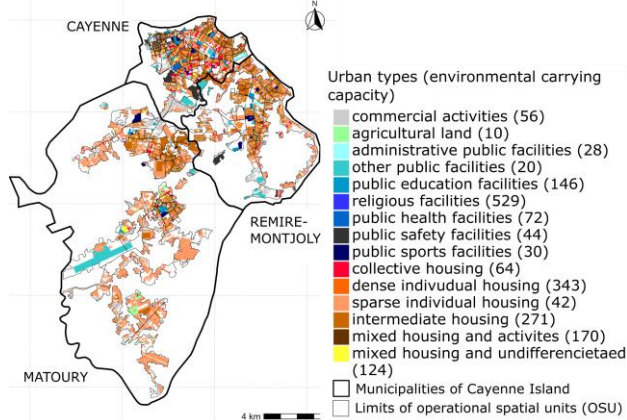 CAYENNE
N
REMIRE-
MONTJOLY
MATOURY
4 km
Urban types (environmental carrying
capacity)
commercial activities (56)
agricultural land (10)
administrative public facilities (28)
other public facilities (20)
public education facilities (146)
religious facilities (529)
public health facilities (72)
public safety facilities (44)
public sports facilities (30)
collective housing (64)
dense indivudual housing (343)
sparse individual housing (42)
intermediate housing (271)
mixed housing and activites (170)
mixed housing and undifferencietaed
(124)
Municipalities of Cayenne Island
Limits of operational spatial units (OSU)